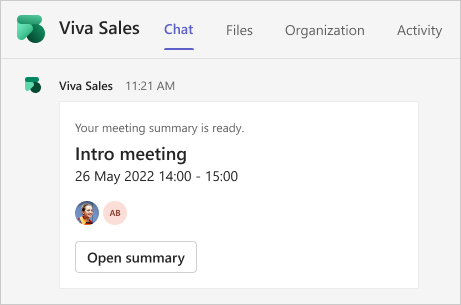 Viva Sales Chat Files Organization Activity
Viva Sales 11:21 AM
Your meeting summary is ready.
Intro meeting
26 May 2022 14:00 - 15:00
AB
Open summary